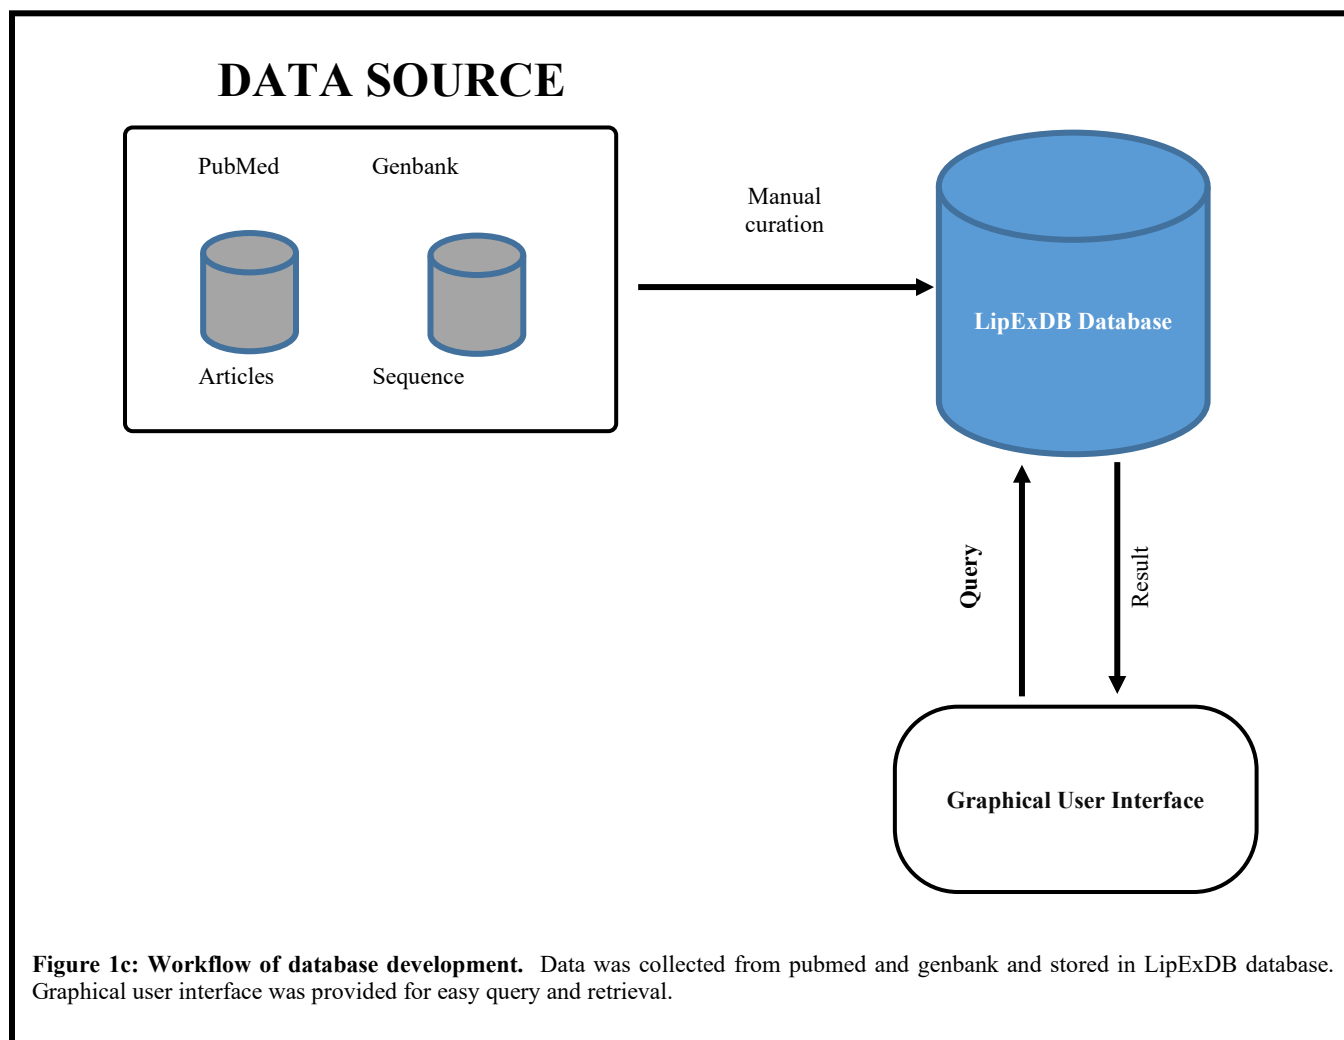 DATA SOURCE
PubMed
Genbank
Articles
Sequence
Manual
curation
LipExDB Database
Query
Result
Graphical User Interface
Figure 1c: Workflow of database development. Data was collected from pubmed and genbank and stored in LipExDB database.
Graphical user interface was provided for easy query and retrieval.